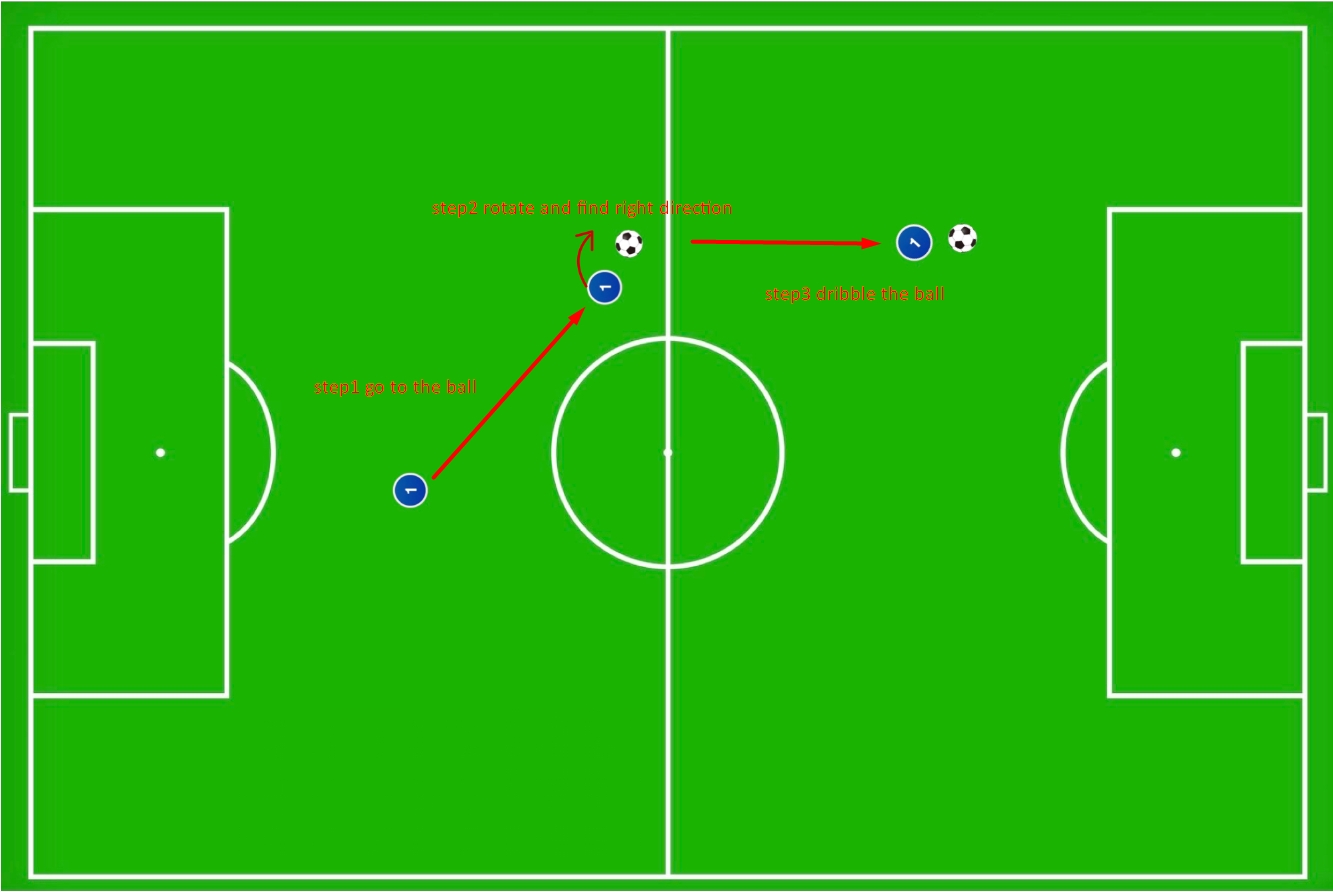 step2 rotate and find right direction
1
1
step3 dribble the ball
step1 go to the ball
1